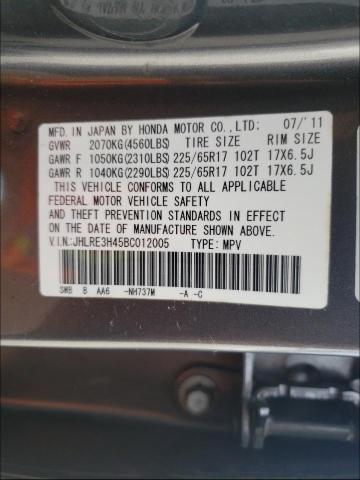 MFD. IN JAPAN BY HONDA MOTOR CO.,LTD: 07/'11
GVWR 2070KG(4560LBS) TIRE SIZE RIM SIZE
GAWR F 1050KG(2310LBS) 225/65R17 102T 17X6.5J
GAWR R 1040KG(2290LBS) 225/65R17 102T 17X6.5J
THIS VEHICLE CONFORMS TO ALL APPLICABLE
FEDERAL MOTOR VEHICLE SAFETY
AND THEFT PREVENTION STANDARDS IN EFFECT
ON THE DATE OF MANUFACTURE SHOWN ABOVE.
V.I.N:JHLRE3H45BC012005 TYPE: MPV
SWB B AA6 -NH737M -A -C